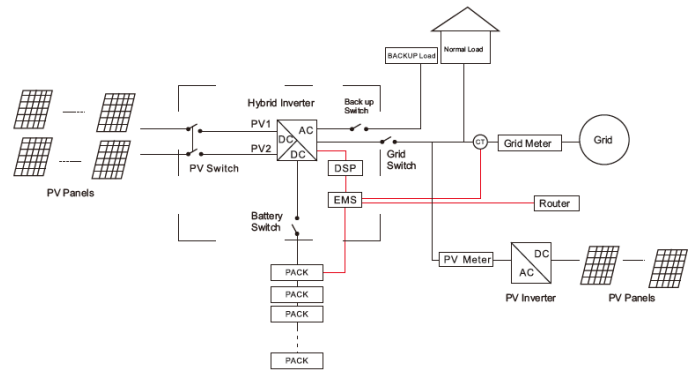 BACKUP Load
Normal Load
Hybrid Inverter
Back up
Switch
PV1
AC
DC
DC
PV2
PV Switch
PV Panels
Grid
Switch
CT
Grid Meter
Grid
DSP
EMS
Router
Battery
Switch
PACK
PACK
PACK
PACK
PV Meter
DC
AC
PV Inverter
PV Panels